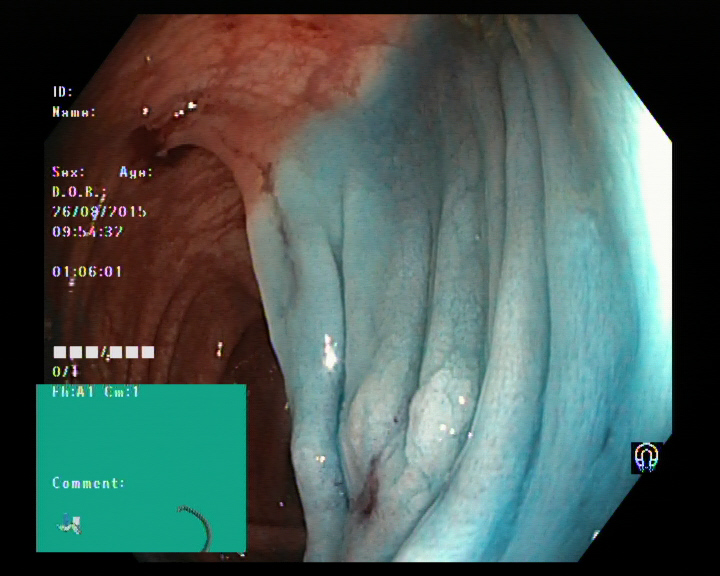 ID:
Name:
Sex: Age:
D.O.B.:
26/08/2015
09:54:37
01:06:01
■■■/■■■
0/1
Eh:A1 Cm:1
Comment: